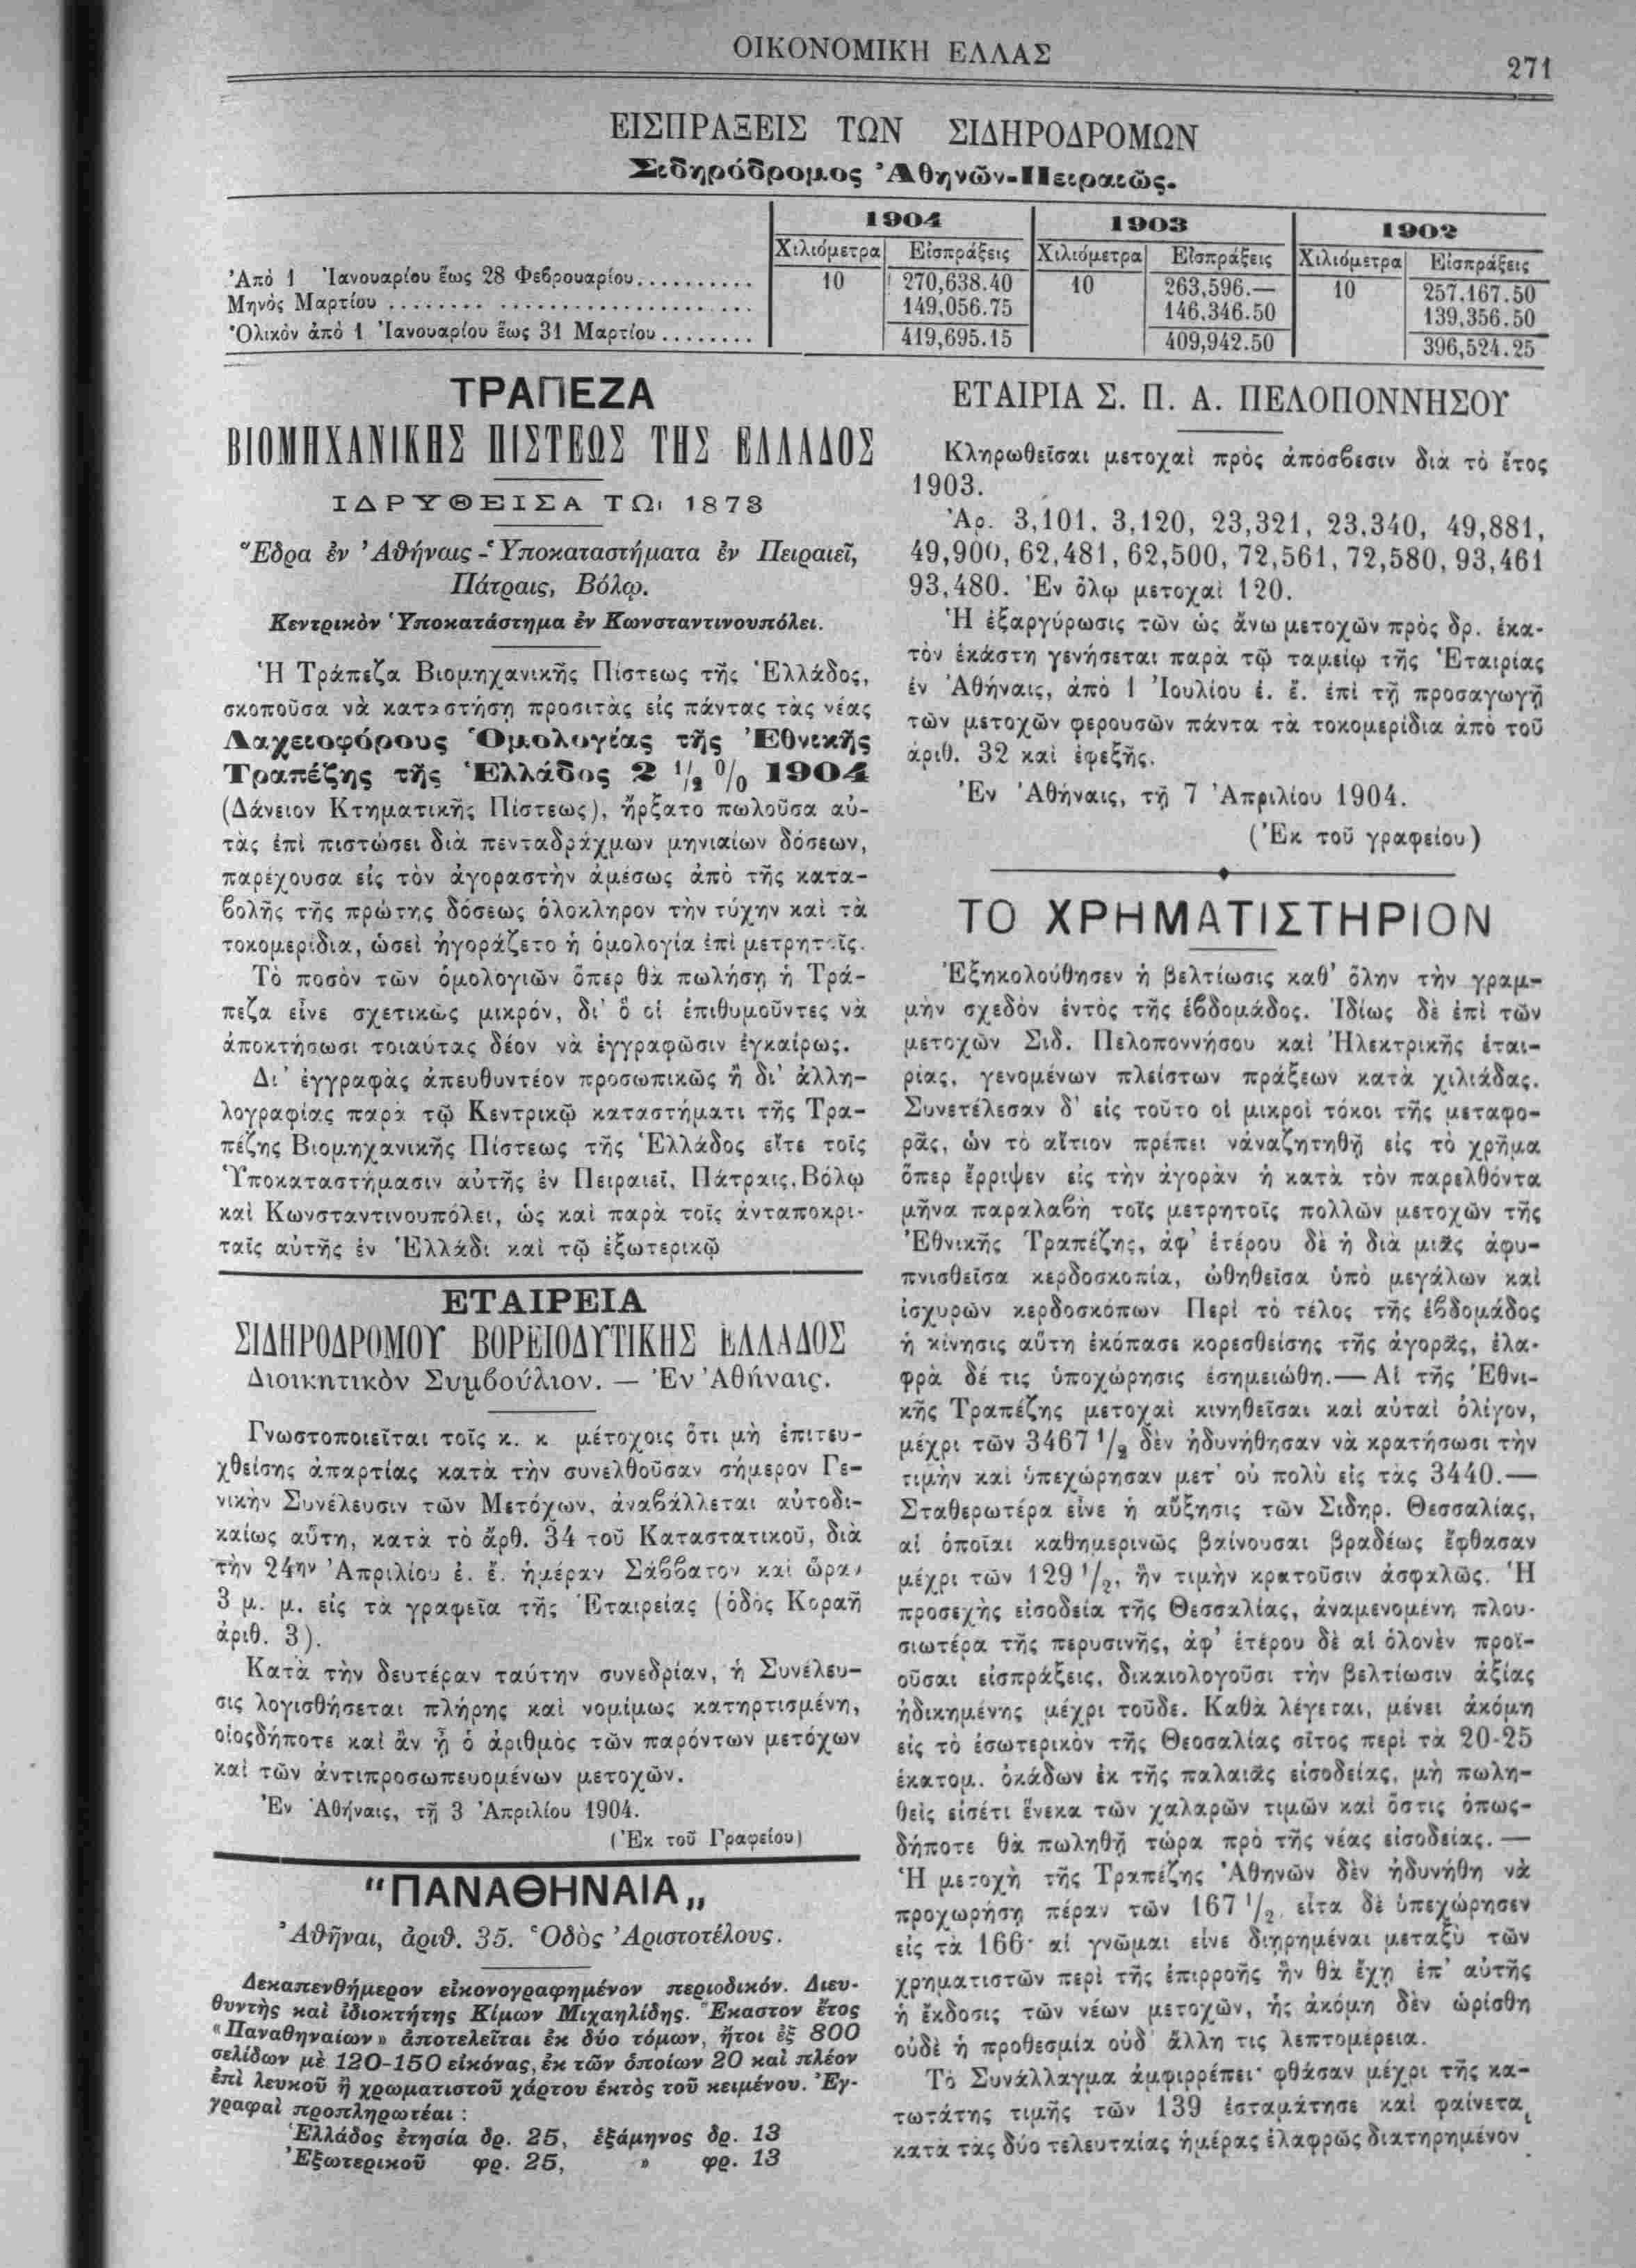 ΟΙΚΟΝΟΜΙΚΗ ΕΛΛΑΣ
271
ΕΙΣΠΡΑΞΕΙΣ ΤΩΝ ΣΙΔΗΡΟΔΡΟΜΩΝ
Σιδηρόδρομος Ἀθηνῶν-Πειραιῶς.
1904 1903 1902
Χιλιόμετρα Εἰσπράξεις Χιλιόμετρα Εἰσπράξεις Χιλιόμετρα Εἰσπράξεις
Ἀπὸ 1 Ἰανουαρίου ἕως 28 Φεβρουαρίου.......... 10 270,638.40 10 263,596.— 10 257.167.50
Μηνὸς Μαρτίου .......... 149,056.75 146.346.50 139,356.50
Ὁλικὸν ἀπὸ 1 Ἰανουαρίου ἕως 31 Μαρτίου ........ 419,695.15 409,942.50 396,524.25
ΤΡΑΠΕΖΑ
ΒΙΟΜΗΧΑΝΙΚΗΣ ΠΙΣΤΕΩΣ ΤΗΣ ΕΛΛΑΔΟΣ
ΙΔΡΥΘΕΙΣΑ ΤΩι 1873
Ἕδρα ἐν Ἀθήναις - Ὑποκαταστήματα ἐν Πειραιεῖ,
Πάτραις, Βόλῳ.
Κεντρικὸν Ὑποκατάστημα ἐν Κωνσταντινουπόλει.
Ἡ Τράπεζα Βιομηχανικῆς Πίστεως τῆς Ἑλλάδος,
σκοποῦσα νὰ καταστήσῃ προσιτὰς εἰς πάντας τὰς νέας
Λαχειοφόρους Ὁμολογίας τῆς Ἐθνικῆς
Τραπέζης τῆς Ἑλλάδος 2 1/2 0/0 1904
(Δάνειον Κτηματικῆς Πίστεως), ἤρξατο πωλοῦσα αὐ-
τὰς ἐπὶ πιστώσει διὰ πενταδράχμων μηνιαίων δόσεων,
παρέχουσα εἰς τὸν ἀγοραστὴν ἀμέσως ἀπὸ τῆς κατα-
βολῆς τῆς πρώτης δόσεως ὁλόκληρον τὴν τύχην καὶ τὰ
τοκομερίδια, ὡσεὶ ἠγοράζετο ἡ ὁμολογία ἐπὶ μετρητοῖς.
Τὸ ποσὸν τῶν ὁμολογιῶν ὅπερ θὰ πωλήσῃ ἡ Τρά-
πεζα εἶνε σχετικῶς μικρόν, δι' ὃ οἱ ἐπιθυμοῦντες νὰ
ἀποκτήσωσι τοιαύτας δέον νὰ ἐγγραφῶσιν ἐγκαίρως.
Δι' ἐγγραφὰς ἀπευθυντέον προσωπικῶς ἢ δι' ἀλλη-
λογραφίας παρὰ τῷ Κεντρικῷ καταστήματι τῆς Τρα-
πέζης Βιομηχανικῆς Πίστεως τῆς Ἑλλάδος εἴτε τοῖς
Ὑποκαταστήμασιν αὐτῆς ἐν Πειραιεῖ, Πάτραις, Βόλῳ
καὶ Κωνσταντινουπόλει, ὡς καὶ παρὰ τοῖς ἀνταποκρι-
ταῖς αὐτῆς ἐν Ἑλλάδι καὶ τῷ ἐξωτερικῷ
ΕΤΑΙΡΕΙΑ
ΣΙΔΗΡΟΔΡΟΜΟΥ ΒΟΡΕΙΟΔΥΤΙΚΗΣ ΕΛΛΑΔΟΣ
Διοικητικὸν Συμβούλιον. — Ἐν Ἀθήναις.
Γνωστοποιεῖται τοῖς κ. κ μέτοχοις ὅτι μὴ ἐπιτευ-
χθείσης ἀπαρτίας κατὰ τὴν συνελθοῦσαν σήμερον Γε-
νικὴν Συνέλευσιν τῶν Μετόχων, ἀναβάλλεται αὐτοδι-
καίως αὕτη, κατὰ τὸ ἄρθ. 34 τοῦ Καταστατικοῦ, διὰ
τὴν 24ην Ἀπριλίου ἐ. ἔ. ἡμέραν Σάββατον καὶ ὥραν
3 μ. μ. εἰς τὰ γραφεῖα τῆς Ἑταιρείας (ὁδὸς Κοραῆ
ἀριθ. 3).
Κατὰ τὴν δευτέραν ταύτην συνεδρίαν, ἡ Συνέλευ-
σις λογισθήσεται πλήρης καὶ νομίμως κατηρτισμένη,
οἱοςδήποτε καὶ ἂν ᾖ ὁ ἀριθμὸς τῶν παρόντων μετόχων
καὶ τῶν ἀντιπροσωπευομένων μετοχῶν.
Ἐν Ἀθήναις, τῇ 3 Ἀπριλίου 1904.
(Ἐκ τοῦ Γραφείου)
"ΠΑΝΑΘΗΝΑΙΑ„
Ἀθῆναι, ἀριθ. 35. Ὁδὸς Ἀριστοτέλους.
Δεκαπενθήμερον εἰκονογραφημένον περιοδικόν. Διευ-
θυντὴς καὶ ἰδιοκτήτης Κίμων Μιχαηλίδης. Ἕκαστον ἔτος
«Παναθηναίων» ἀποτελεῖται ἐκ δύο τόμων, ἤτοι ἐξ 800
σελίδων μὲ 120-150 εἰκόνας, ἐκ τῶν ὁποίων 20 καὶ πλέον
ἐπὶ λευκοῦ ἢ χρωματιστοῦ χάρτου ἐκτὸς τοῦ κειμένου. Ἐγ-
γραφαὶ προπληρωτέαι :
Ἑλλάδος ἐτησία δρ. 25, ἑξάμηνος δρ. 13
Ἐξωτερικοῦ φρ. 25, » φρ. 13
ΕΤΑΙΡΙΑ Σ. Π. Α. ΠΕΛΟΠΟΝΝΗΣΟΥ
Κληρωθεῖσαι μετοχαὶ πρὸς ἀπόσβεσιν διὰ τὸ ἔτος
1903.
Ἀρ. 3,101, 3,120, 23,321, 23,340, 49,881,
49,900, 62,481, 62,500, 72,561, 72,580, 93,461
93,480. Ἐν ὅλῳ μετοχαὶ 120.
Ἡ ἐξαργύρωσις τῶν ὡς ἄνω μετοχῶν πρὸς δρ. ἑκα-
τὸν ἑκάστη γενήσεται παρὰ τῷ ταμείῳ τῆς Ἑταιρίας
ἐν Ἀθήναις, ἀπὸ 1 Ἰουλίου ἐ. ἔ. ἐπὶ τῇ προσαγωγῇ
τῶν μετοχῶν φερουσῶν πάντα τὰ τοκομερίδια ἀπὸ τοῦ
ἀριθ. 32 καὶ ἐφεξῆς.
Ἐν Ἀθήναις, τῇ 7 Ἀπριλίου 1904.
(Ἐκ τοῦ γραφείου)
ΤΟ ΧΡΗΜΑΤΙΣΤΗΡΙΟΝ
Ἐξηκολούθησεν ἡ βελτίωσις καθ' ὅλην τὴν γραμ-
μὴν σχεδὸν ἐντὸς τῆς ἑβδομάδος. Ἰδίως δὲ ἐπὶ τῶν
μετοχῶν Σιδ. Πελοποννήσου καὶ Ἠλεκτρικῆς ἑται-
ρίας, γενομένων πλείστων πράξεων κατὰ χιλιάδας.
Συνετέλεσαν δ' εἰς τοῦτο οἱ μικροὶ τόκοι τῆς μεταφο-
ρᾶς, ὧν τὸ αἴτιον πρέπει νἀναζητηθῇ εἰς τὸ χρῆμα
ὅπερ ἔρριψεν εἰς τὴν ἀγορὰν ἡ κατὰ τὸν παρελθόντα
μῆνα παραλαβὴ τοῖς μετρητοῖς πολλῶν μετοχῶν τῆς
Ἐθνικῆς Τραπέζης, ἀφ' ἑτέρου δὲ ἡ διὰ μιᾶς ἀφυ-
πνισθεῖσα κερδοσκοπία, ὠθηθεῖσα ὑπὸ μεγάλων καὶ
ἰσχυρῶν κερδοσκόπων Περὶ τὸ τέλος τῆς ἑβδομάδος
ἡ κίνησις αὕτη ἐκόπασε κορεσθείσης τῆς ἀγορᾶς, ἐλα-
φρὰ δέ τις ὑποχώρησις ἐσημειώθη.— Αἱ τῆς Ἐθνι-
κῆς Τραπέζης μετοχαὶ κινηθεῖσαι καὶ αὐταὶ ὀλίγον,
μέχρι τῶν 3467 1/2 δὲν ἠδυνήθησαν νὰ κρατήσωσι τὴν
τιμὴν καὶ ὑπεχώρησαν μετ' οὐ πολὺ εἰς τὰς 3440.—
Σταθερωτέρα εἶνε ἡ αὔξησις τῶν Σιδηρ. Θεσσαλίας,
αἱ ὁποῖαι καθημερινῶς βαίνουσαι βραδέως ἔφθασαν
μέχρι τῶν 129 1/2, ἣν τιμὴν κρατοῦσιν ἀσφαλῶς. Ἡ
προσεχὴς εἰσοδεία τῆς Θεσσαλίας, ἀναμενομένη πλου-
σιωτέρα τῆς περυσινῆς, ἀφ' ἑτέρου δὲ αἱ ὁλονὲν προϊ-
οῦσαι εἰσπράξεις, δικαιολογοῦσι τὴν βελτίωσιν ἀξίας
ἠδικημένης μέχρι τοῦδε. Καθὰ λέγεται, μένει ἀκόμη
εἰς τὸ ἐσωτερικὸν τῆς Θεσσαλίας σῖτος περὶ τὰ 20-25
ἑκατομ. ὀκάδων ἐκ τῆς παλαιᾶς εἰσοδείας, μὴ πωλη-
θεὶς εἰσέτι ἕνεκα τῶν χαλαρῶν τιμῶν καὶ ὅστις ὁπως-
δήποτε θὰ πωληθῇ τώρα πρὸ τῆς νέας εἰσοδείας. —
Ἡ μετοχὴ τῆς Τραπέζης Ἀθηνῶν δὲν ἠδυνήθη νὰ
προχωρήσῃ πέραν τῶν 167 1/2, εἶτα δὲ ὑπεχώρησεν
εἰς τὰ 166· αἱ γνῶμαι εἶνε διῃρημέναι μεταξὺ τῶν
χρηματιστῶν περὶ τῆς ἐπιρροῆς ἣν θὰ ἔχῃ ἐπ' αὐτῆς
ἡ ἔκδοσις τῶν νέων μετοχῶν, ἧς ἀκόμη δὲν ὡρίσθη
οὐδὲ ἡ προθεσμία οὐδ' ἄλλη τις λεπτομέρεια.
Τὸ Συνάλλαγμα ἀμφιρρέπει· φθάσαν μέχρι τῆς κα-
τωτάτης τιμῆς τῶν 139 ἐσταμάτησε καὶ φαίνεται
κατὰ τὰς δύο τελευταίας ἡμέρας ἐλαφρῶς διατηρημένον